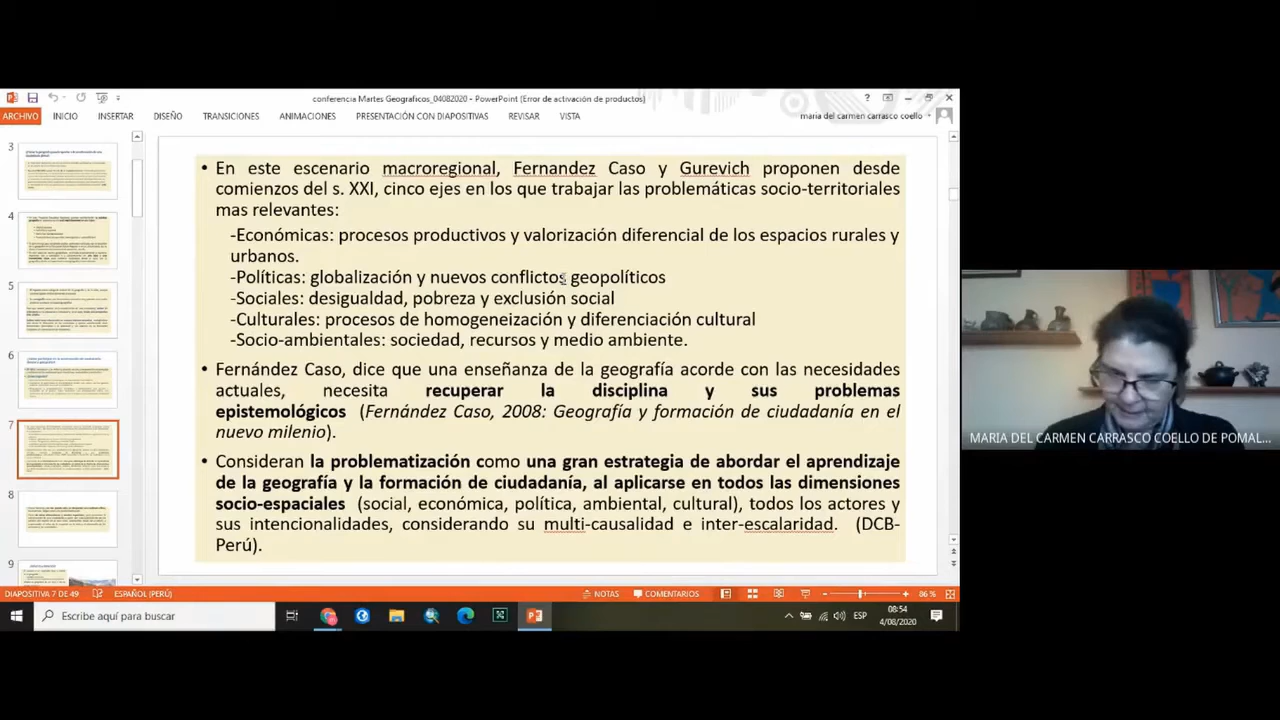 conferencia Martes Geograficos_04082020 - PowerPoint (Error de activación de productos)
ARCHIVO INICIO INSERTAR DISEÑO TRANSICIONES ANIMACIONES PRESENTACIÓN CON DIAPOSITIVAS REVISAR VISTA maria del carmen carrasco coello
3
4
5
6
7
8
9
• En este escenario macroregional, Fernandez Caso y Gurevich proponen desde
comienzos del s. XXI, cinco ejes en los que trabajar las problemáticas socio-territoriales
mas relevantes:
-Económicas: procesos productivos y valorización diferencial de los espacios rurales y
urbanos.
-Políticas: globalización y nuevos conflictos geopolíticos
-Sociales: desigualdad, pobreza y exclusión social
-Culturales: procesos de homogeneización y diferenciación cultural
-Socio-ambientales: sociedad, recursos y medio ambiente.
• Fernández Caso, dice que una enseñanza de la geografía acorde con las necesidades
actuales, necesita recuperar la disciplina y sus problemas
epistemológicos (Fernández Caso, 2008: Geografía y formación de ciudadanía en el
nuevo milenio).
• Consideran la problematización como una gran estrategia de abordar el aprendizaje
de la geografía y la formación de ciudadanía, al aplicarse en todos las dimensiones
socio-espaciales (social, económica política, ambiental, cultural), todos los actores y
sus intencionalidades, considerando su multi-causalidad e inter-escalaridad. (DCB-
Perú).
MARIA DEL CARMEN CARRASCO COELLO DE POMAL...
DIAPOSITIVA 7 DE 49 ESPAÑOL (PERÚ) NOTAS COMENTARIOS 86 %
Escribe aquí para buscar
ESP
08:54
4/08/2020